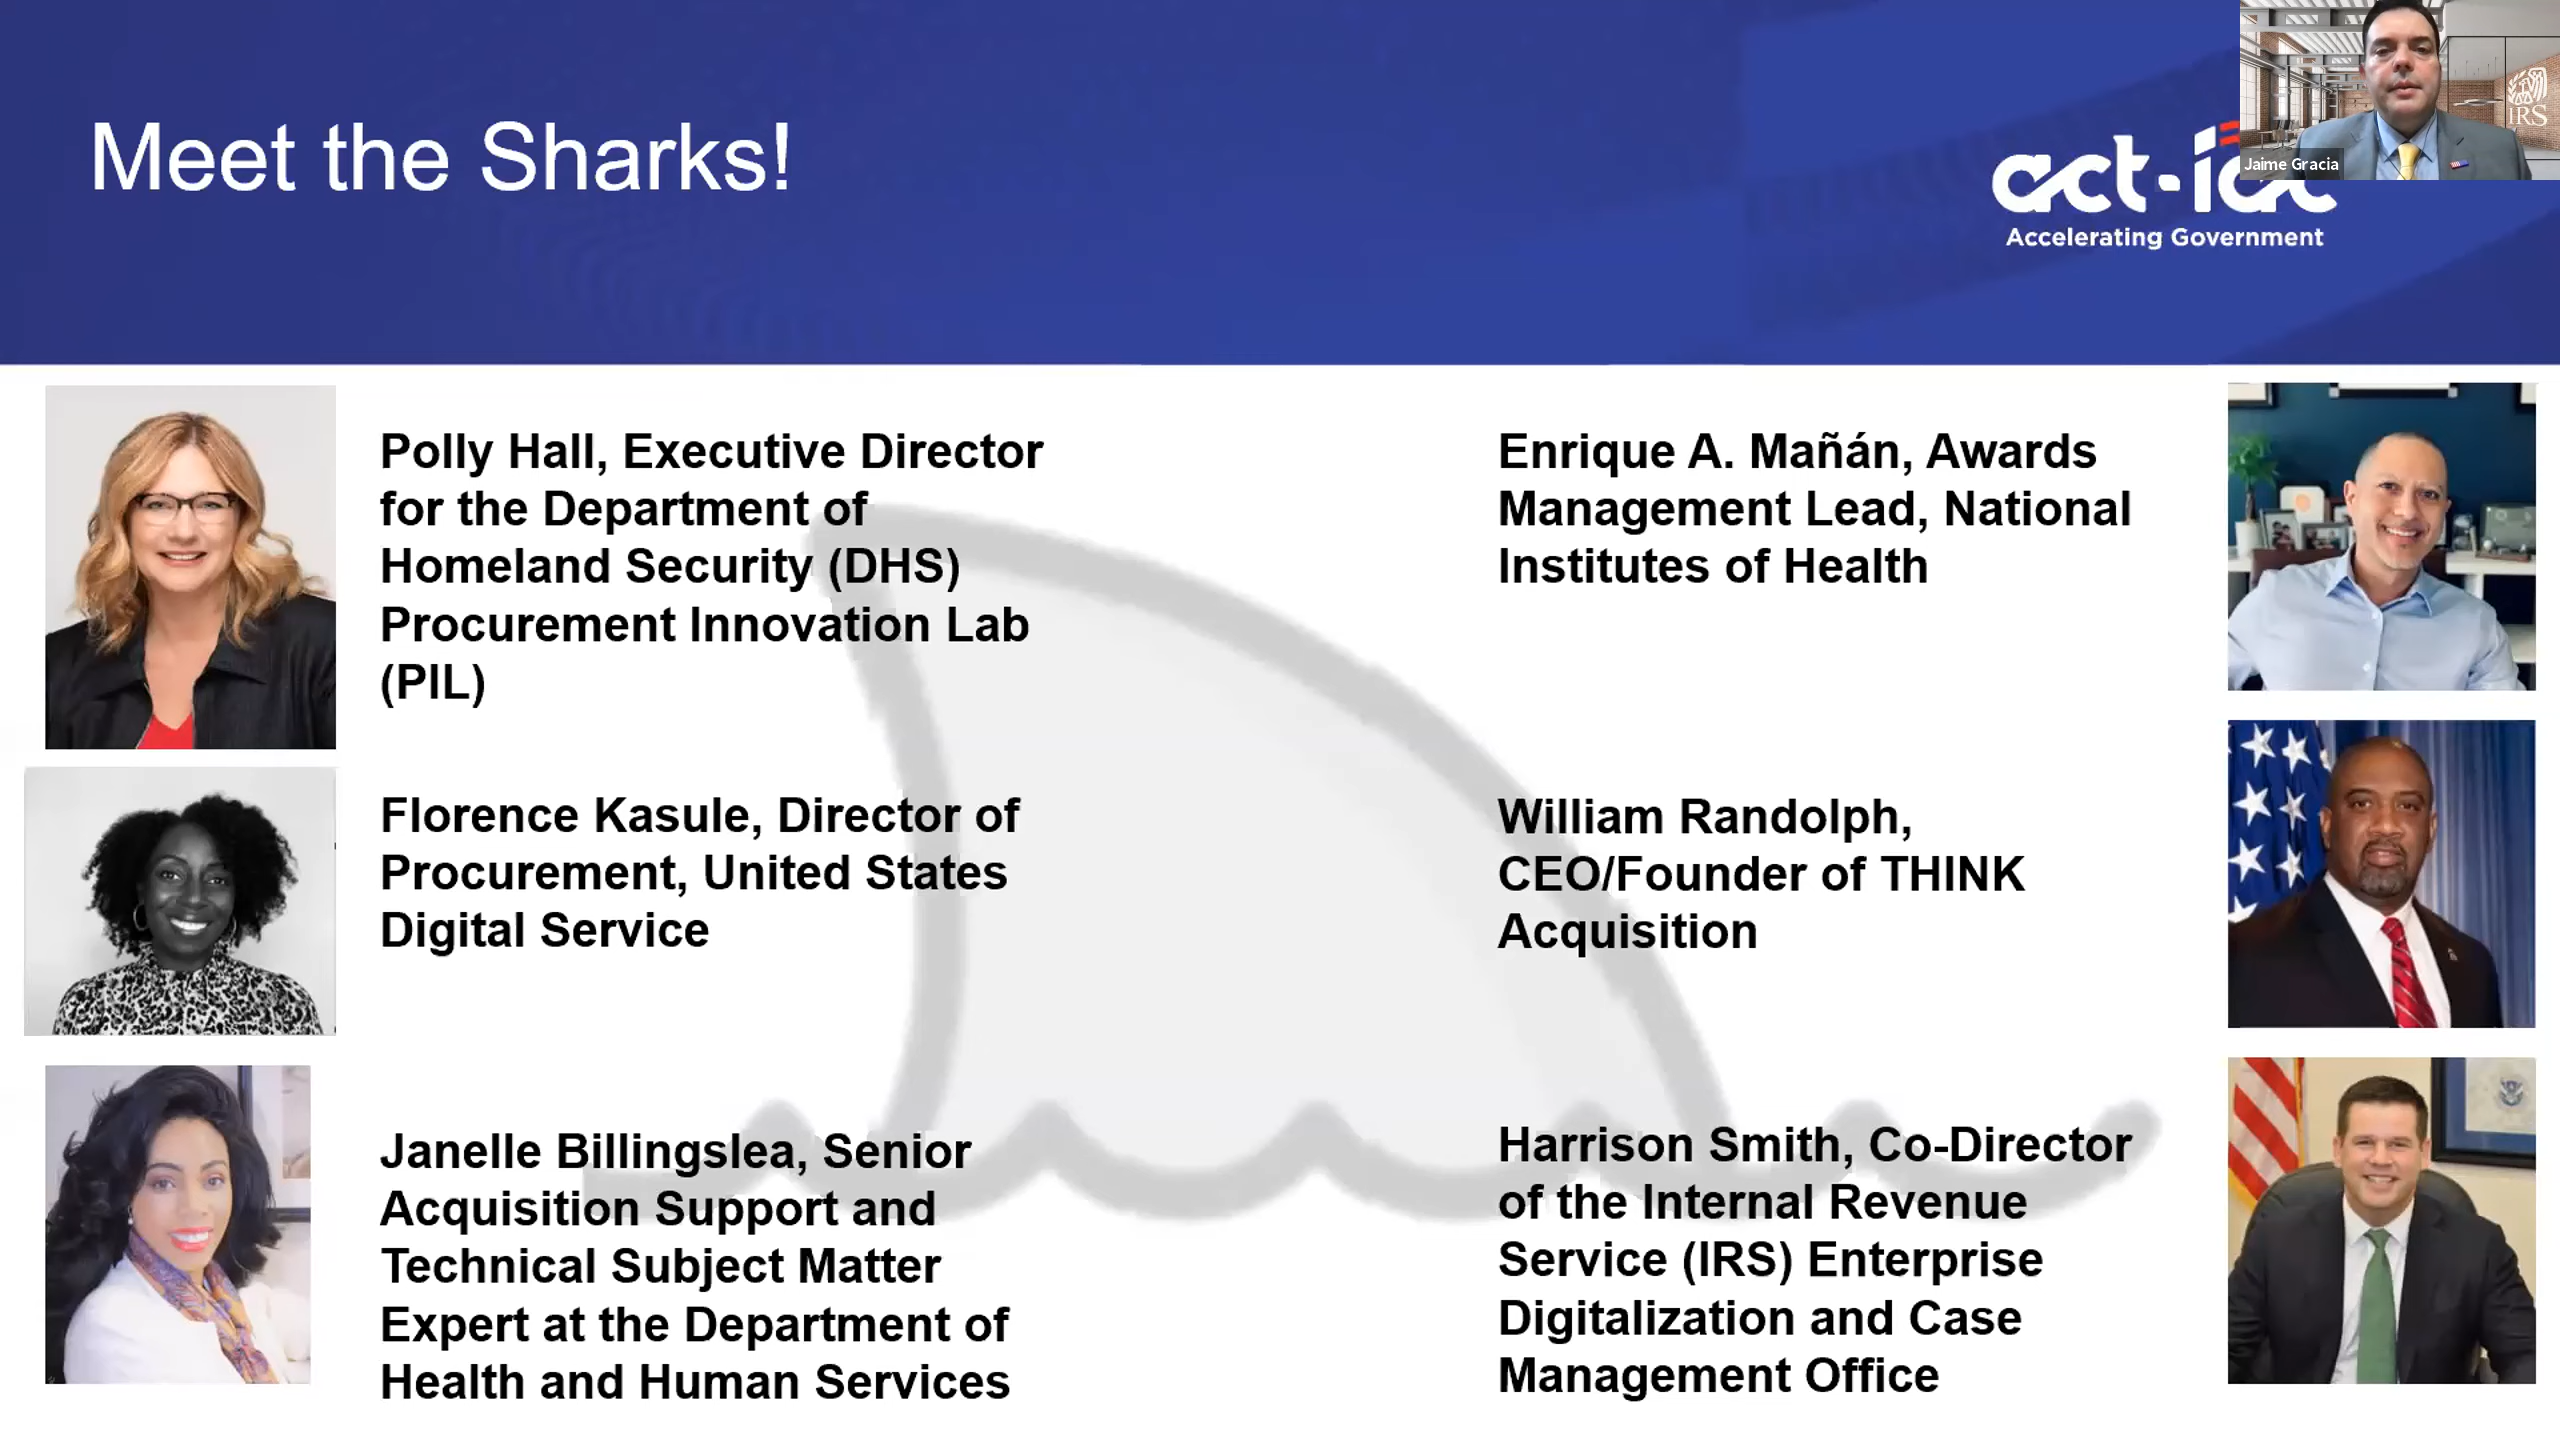 Meet the Sharks!
act-iac
Accelerating Government
IRS
Jaime Gracia
Polly Hall, Executive Director
for the Department of
Homeland Security (DHS)
Procurement Innovation Lab
(PIL)
Florence Kasule, Director of
Procurement, United States
Digital Service
Janelle Billingslea, Senior
Acquisition Support and
Technical Subject Matter
Expert at the Department of
Health and Human Services
Enrique A. Mañán, Awards
Management Lead, National
Institutes of Health
William Randolph,
CEO/Founder of THINK
Acquisition
Harrison Smith, Co-Director
of the Internal Revenue
Service (IRS) Enterprise
Digitalization and Case
Management Office